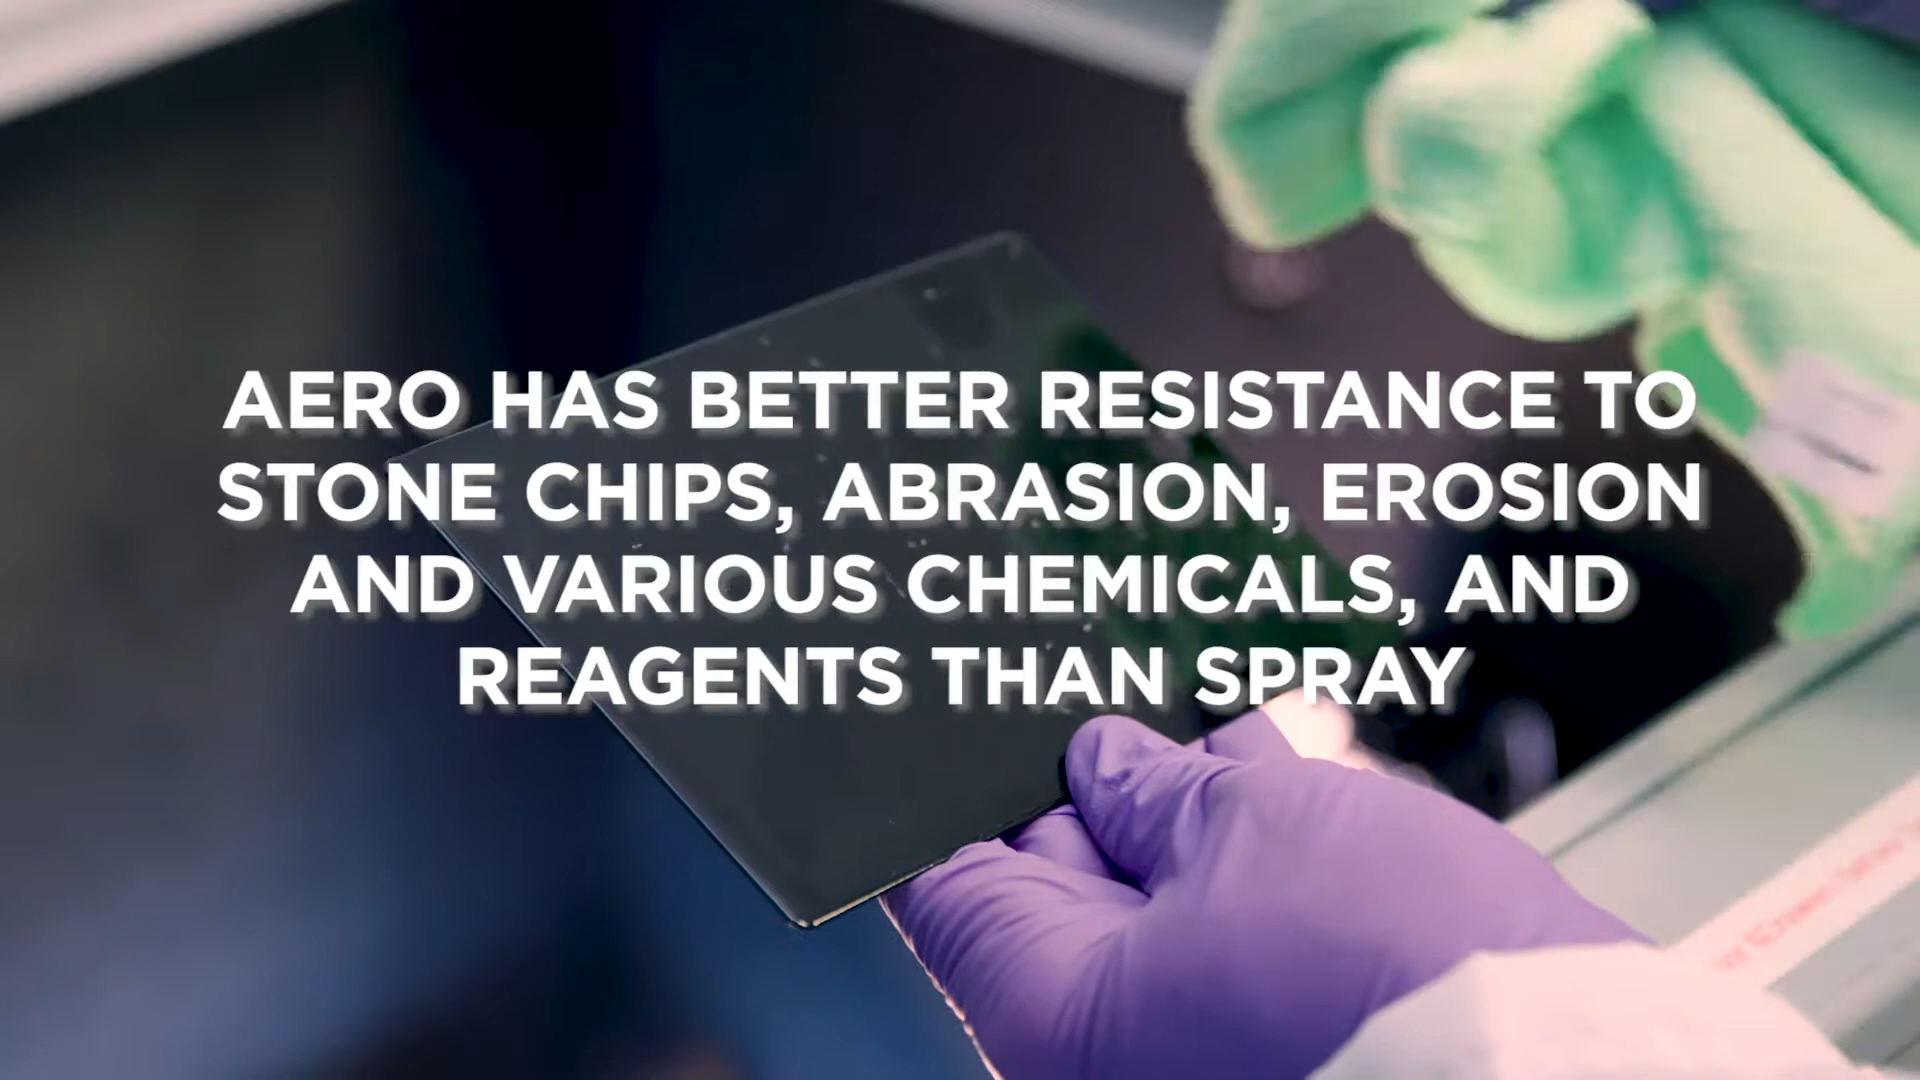 AERO HAS BETTER RESISTANCE TO
STONE CHIPS, ABRASION, EROSION
AND VARIOUS CHEMICALS, AND
REAGENTS THAN SPRAY